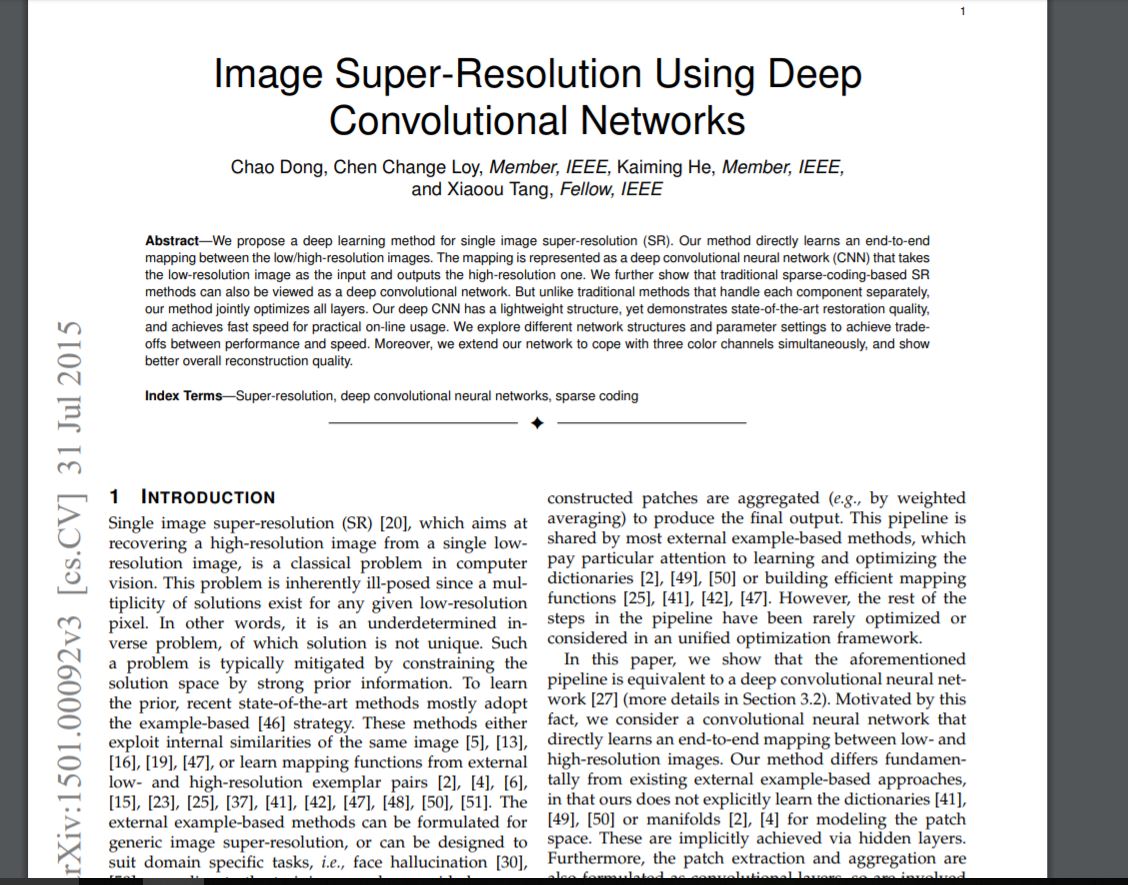 1
Image Super-Resolution Using Deep
Convolutional Networks
Chao Dong, Chen Change Loy, Member, IEEE, Kaiming He, Member, IEEE,
and Xiaoou Tang, Fellow, IEEE
Abstract—We propose a deep learning method for single image super-resolution (SR). Our method directly learns an end-to-end
mapping between the low/high-resolution images. The mapping is represented as a deep convolutional neural network (CNN) that takes
the low-resolution image as the input and outputs the high-resolution one. We further show that traditional sparse-coding-based SR
methods can also be viewed as a deep convolutional network. But unlike traditional methods that handle each component separately,
our method jointly optimizes all layers. Our deep CNN has a lightweight structure, yet demonstrates state-of-the-art restoration quality,
and achieves fast speed for practical on-line usage. We explore different network structures and parameter settings to achieve trade-
offs between performance and speed. Moreover, we extend our network to cope with three color channels simultaneously, and show
better overall reconstruction quality.
Index Terms—Super-resolution, deep convolutional neural networks, sparse coding
rXiv:1501.00092v3 [cs.CV] 31 Jul 2015
1 INTRODUCTION
Single image super-resolution (SR) [20], which aims at
recovering a high-resolution image from a single low-
resolution image, is a classical problem in computer
vision. This problem is inherently ill-posed since a mul-
tiplicity of solutions exist for any given low-resolution
pixel. In other words, it is an underdetermined in-
verse problem, of which solution is not unique. Such
a problem is typically mitigated by constraining the
solution space by strong prior information. To learn
the prior, recent state-of-the-art methods mostly adopt
the example-based [46] strategy. These methods either
exploit internal similarities of the same image [5], [13],
[16], [19], [47], or learn mapping functions from external
low- and high-resolution exemplar pairs [2], [4], [6],
[15], [23], [25], [37], [41], [42], [47], [48], [50], [51]. The
external example-based methods can be formulated for
generic image super-resolution, or can be designed to
suit domain specific tasks, i.e., face hallucination [30],
constructed patches are aggregated (e.g., by weighted
averaging) to produce the final output. This pipeline is
shared by most external example-based methods, which
pay particular attention to learning and optimizing the
dictionaries [2], [49], [50] or building efficient mapping
functions [25], [41], [42], [47]. However, the rest of the
steps in the pipeline have been rarely optimized or
considered in an unified optimization framework.
In this paper, we show that the aforementioned
pipeline is equivalent to a deep convolutional neural net-
work [27] (more details in Section 3.2). Motivated by this
fact, we consider a convolutional neural network that
directly learns an end-to-end mapping between low- and
high-resolution images. Our method differs fundamen-
tally from existing external example-based approaches,
in that ours does not explicitly learn the dictionaries [41],
[49], [50] or manifolds [2], [4] for modeling the patch
space. These are implicitly achieved via hidden layers.
Furthermore, the patch extraction and aggregation are